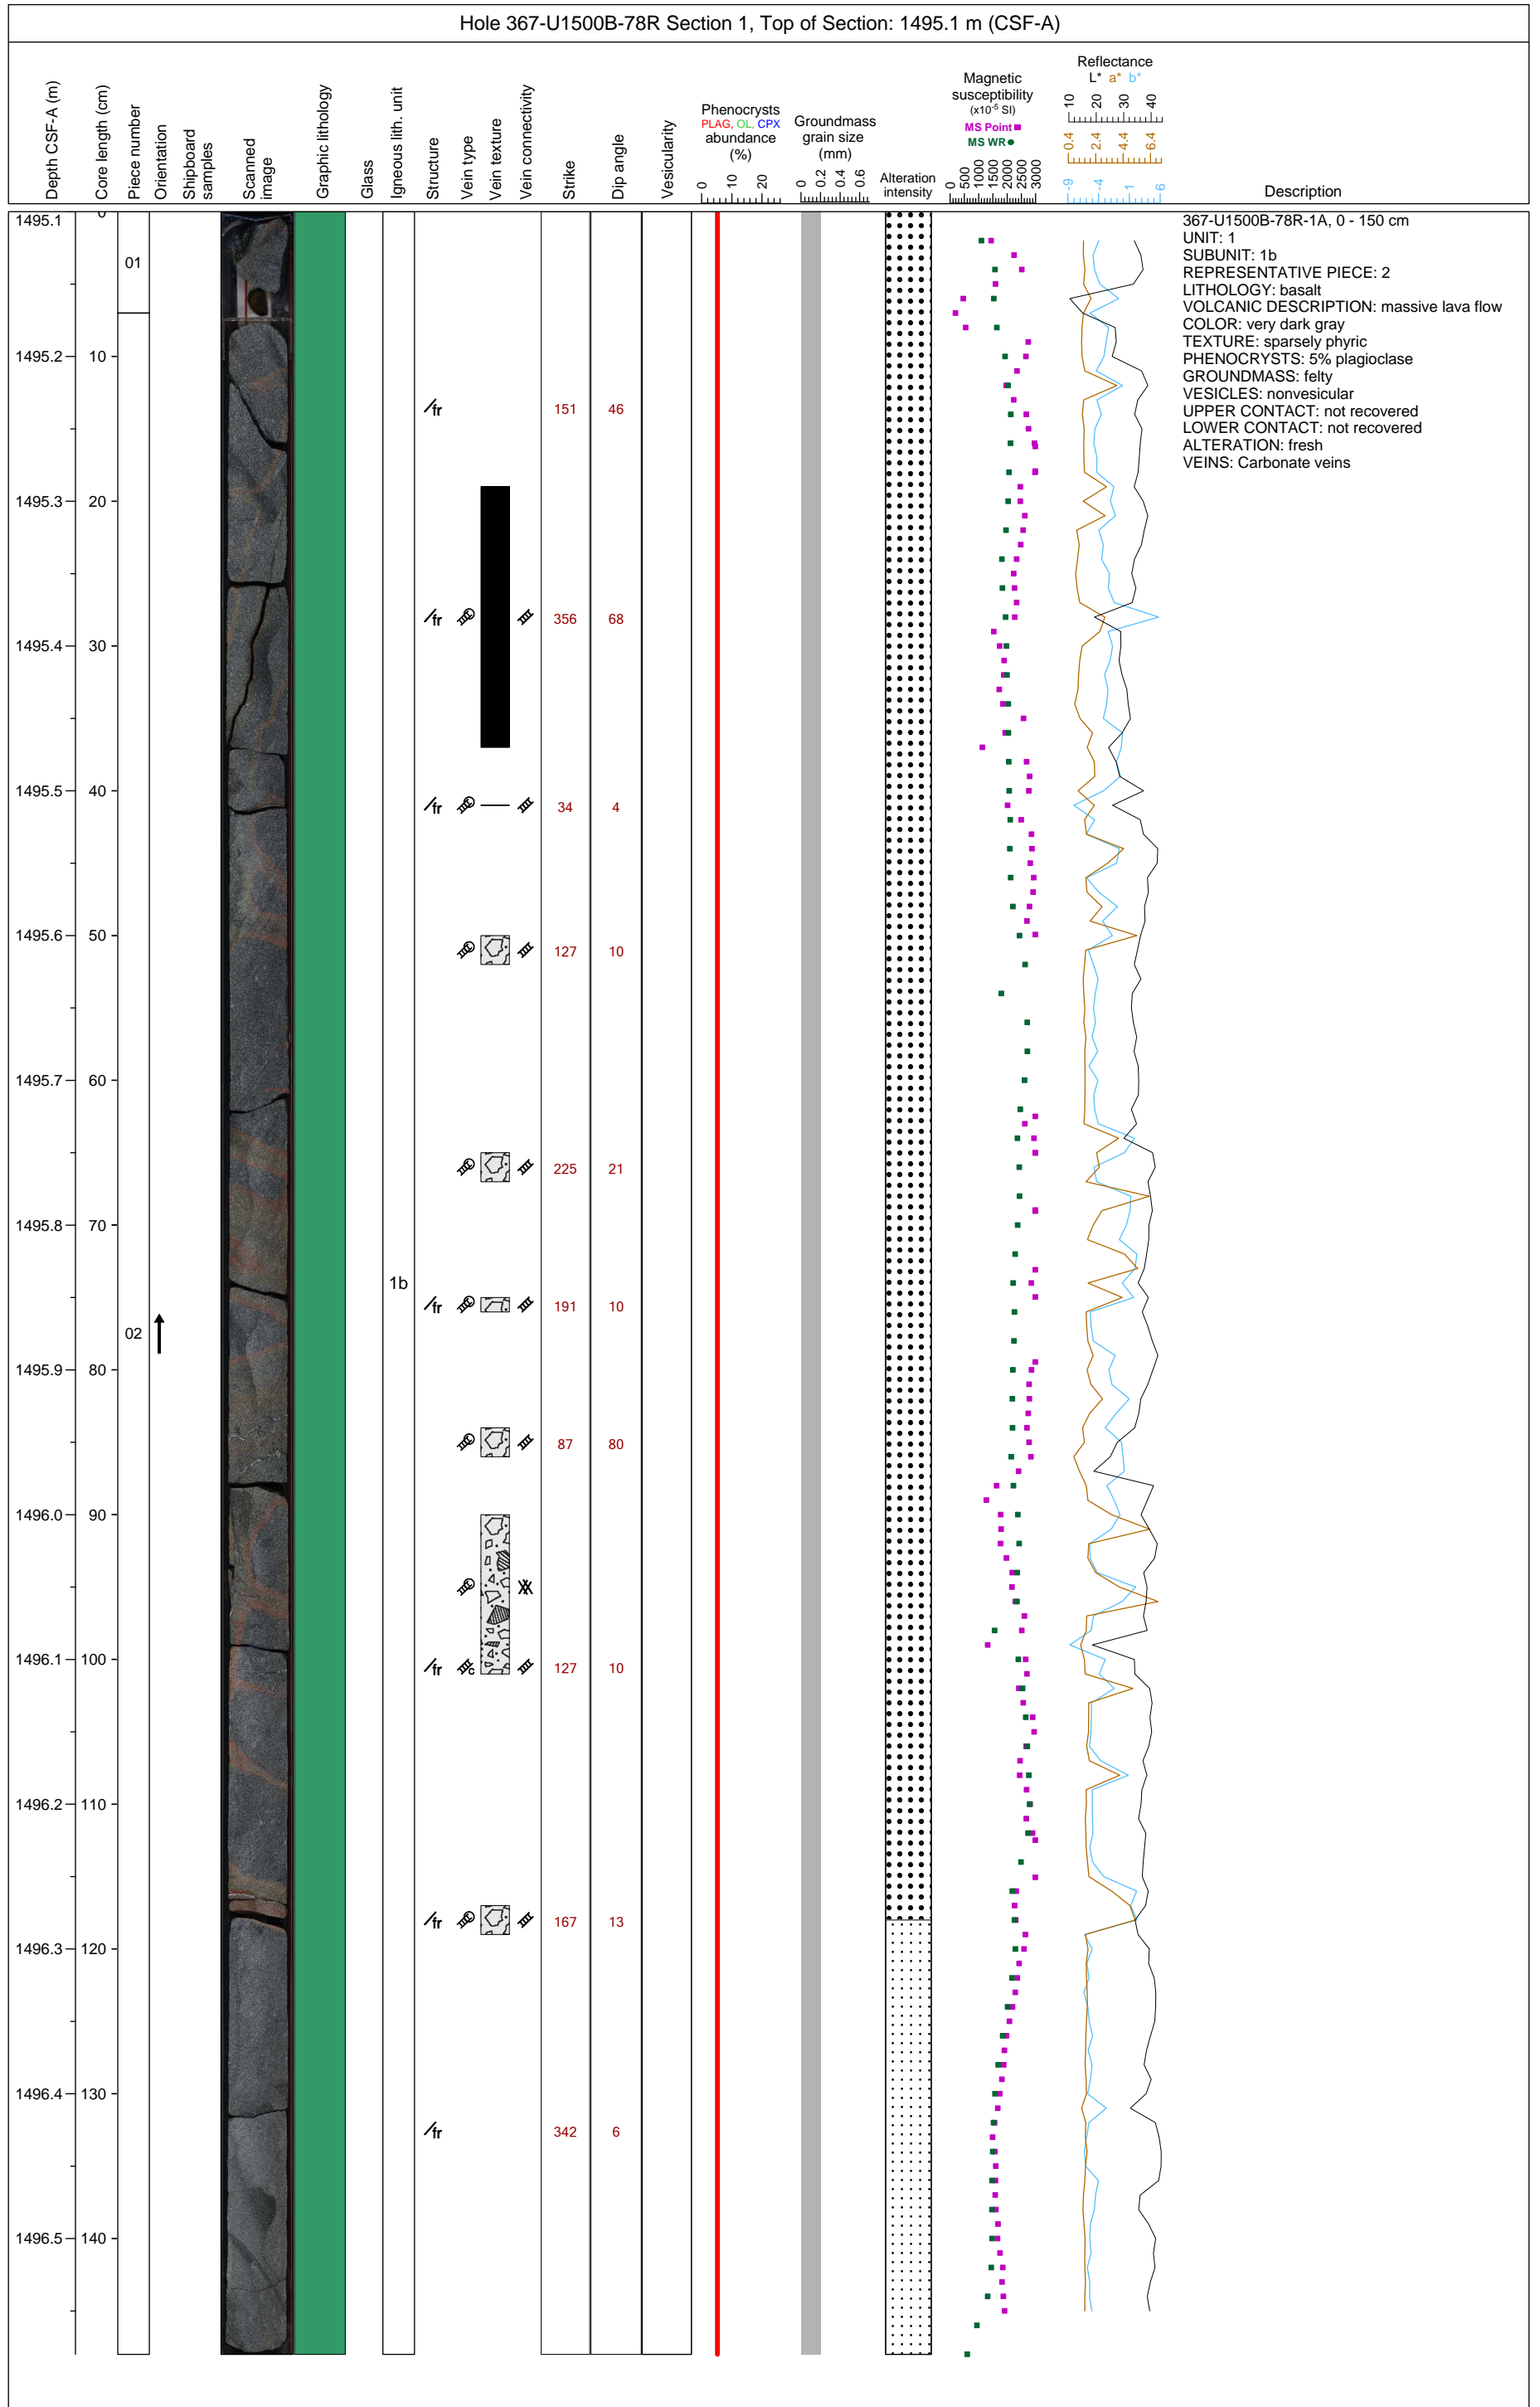 Hole 367-U1500B-78R Section 1, Top of Section: 1495.1 m (CSF-A)
Depth CSF-A (m)
Core length (cm)
Piece number
Orientation
Shipboard
samples
Scanned
image
Graphic lithology
Glass
Igneous lith. unit
Structure
Vein type
Vein texture
Vein connectivity
Strike
Dip angle
Vesicularity
Phenocrysts
PLAG, OL, CPX
abundance
(%)
0 10 20
Groundmass
grain size
(mm)
0 0.2 0.4 0.6
Alteration
intensity
Magnetic
susceptibility
(x10-5 SI)
MS Point
MS WR
0 500 1000 1500 2000 2500 3000
Reflectance
L* a* b*
10 20 30 40
0.4 2.4 4.4 6.4
-9 -4 1 6
Description
1495.1 0
01
1495.2 10
fr 151 46
1495.3 20
fr 356 68
1495.4 30
1495.5 40
fr 34 4
1495.6 50
127 10
1495.7 60
225 21
1495.8 70
1b
fr 191 10
02
1495.9 80
87 80
1496.0 90
1496.1 100
fr c 127 10
1496.2 110
fr 167 13
1496.3 120
1496.4 130
fr 342 6
1496.5 140
367-U1500B-78R-1A, 0 - 150 cm
UNIT: 1
SUBUNIT: 1b
REPRESENTATIVE PIECE: 2
LITHOLOGY: basalt
VOLCANIC DESCRIPTION: massive lava flow
COLOR: very dark gray
TEXTURE: sparsely phyric
PHENOCRYSTS: 5% plagioclase
GROUNDMASS: felty
VESICLES: nonvesicular
UPPER CONTACT: not recovered
LOWER CONTACT: not recovered
ALTERATION: fresh
VEINS: Carbonate veins